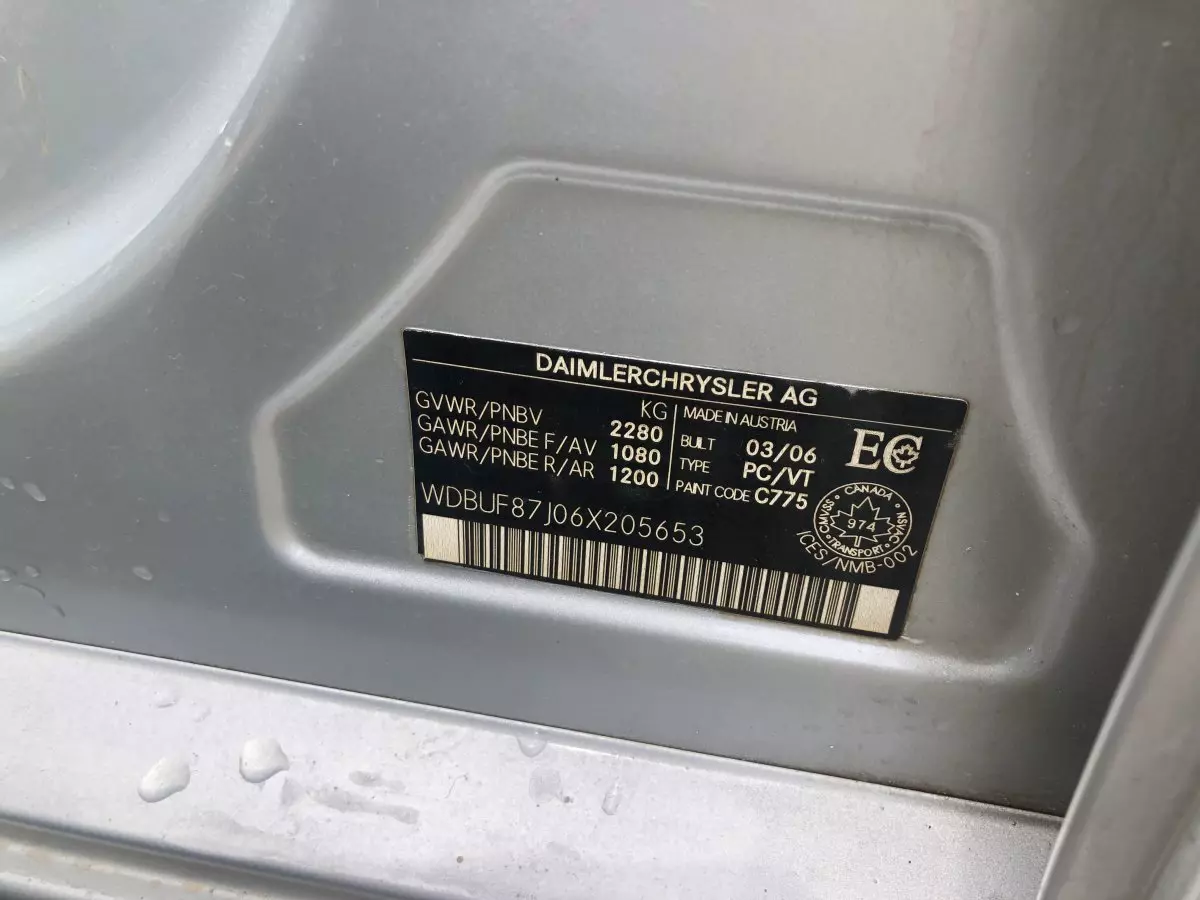 DAIMLERCHRYSLER AG
KG
GVWR/PNBV 2280
GAWR/PNBE F/AV 1080
GAWR/PNBE R/AR 1200
MADE IN AUSTRIA
BUILT 03/06
TYPE PC/VT
PAINT CODE C775
EC
WDBUF87J06X205653
CANADA
CMVSS 974 NSVAC
TRANSPORT
ICES/NMB-002